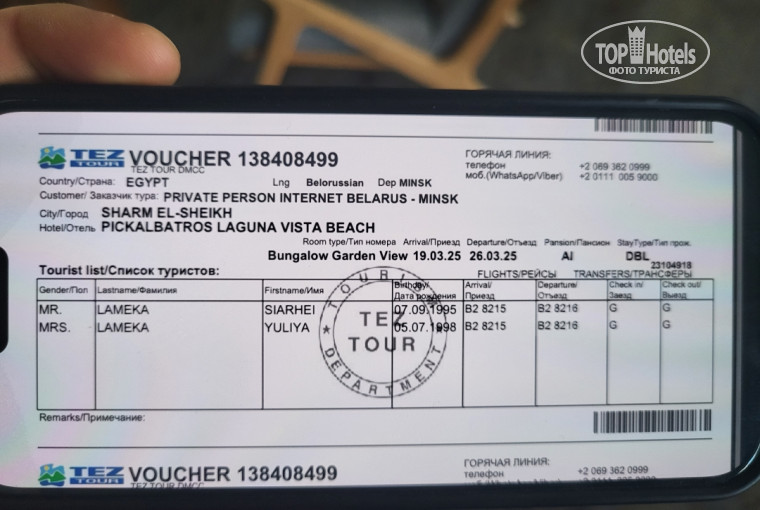 TOPHotels
ФОТО ТУРИСТА
TEZ TOUR VOUCHER 138408499
TEZ TOUR DMCC
ГОРЯЧАЯ ЛИНИЯ:
телефон +2 069 362 0999
моб.(WhatsApp/Viber) +2 0111 005 9000
Country/Страна: EGYPT Lng Belorussian Dep MINSK
Customer/ Заказчик тура: PRIVATE PERSON INTERNET BELARUS - MINSK
City/Город SHARM EL-SHEIKH
Hotel/Отель PICKALBATROS LAGUNA VISTA BEACH
Room type/Тип номера Arrival/Приезд Departure/Отъезд Pansion/Пансион StayType/Тип прож.
Bungalow Garden View 19.03.25 26.03.25 AI DBL
23104918
Tourist list/Список туристов: FLIGHTS/РЕЙСЫ TRANSFERS/ТРАНСФЕРЫ
Gender/Пол Lastname/Фамилия Firstname/Имя Birthday/ Дата рождения Arrival/ Приезд Departure/ Отъезд Check in/ Заезд Check out/ Выезд
MR. LAMEKA SIARHEI 07.09.1995 B2 8215 B2 8216 G G
MRS. LAMEKA YULIYA 05.07.1998 B2 8215 B2 8216 G G
TOURISM
TEZ
TOUR
DEPARTMENT
Remarks/Примечание:
TEZ TOUR VOUCHER 138408499
TEZ TOUR DMCC
ГОРЯЧАЯ ЛИНИЯ:
телефон +2 069 362 0999